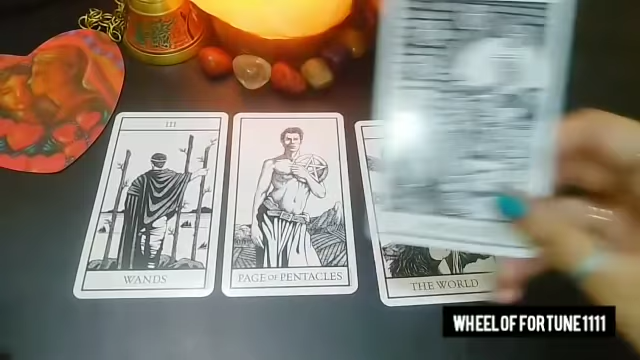 III
WANDS
PAGE OF PENTACLES
THE WORLD
WHEEL OF FORTUNE 1111